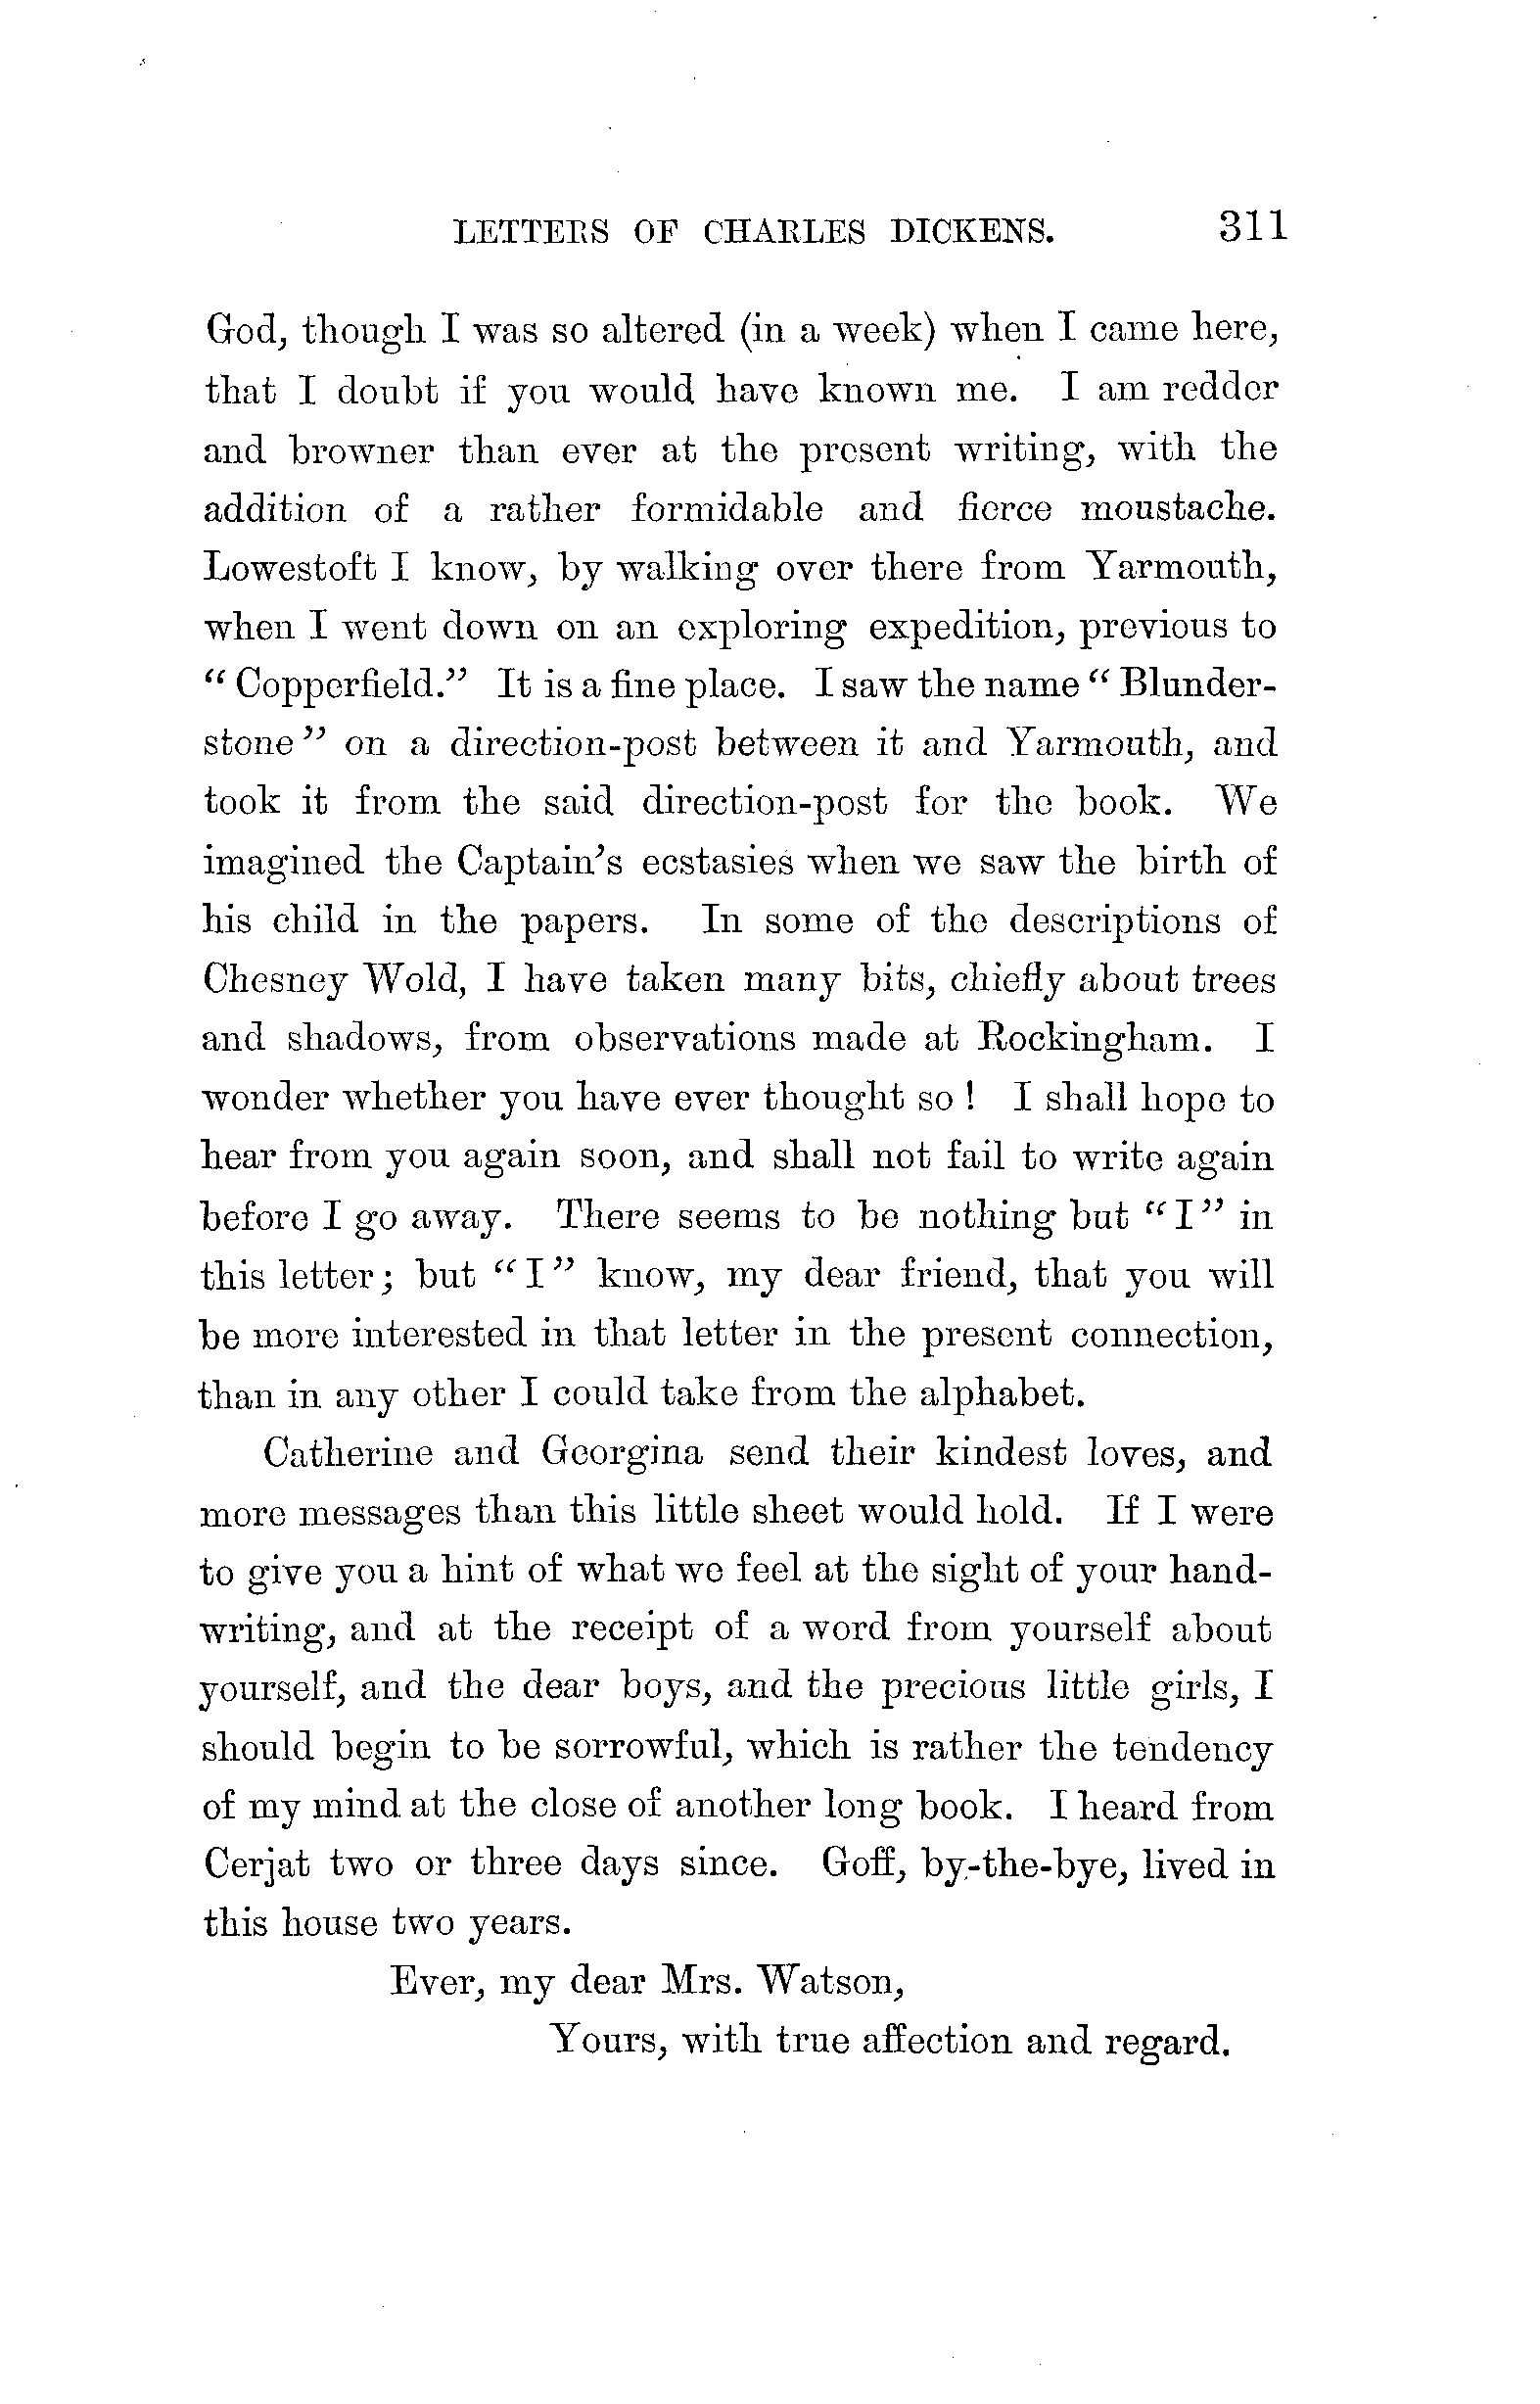 LETTERS OF CHARLES DICKENS. 311
God, though I was so altered (in a week) when I came here,
that I doubt if you would have known me. I am redder
and browner than ever at the present writing, with the
addition of a rather formidable and fierce moustache.
Lowestoft I know, by walking over there from Yarmouth,
when I went down on an exploring expedition, previous to
“Copperfield.” It is a fine place. I saw the name “Blunder-
stone” on a direction-post between it and Yarmouth, and
took it from the said direction-post for the book. We
imagined the Captain’s ecstasies when we saw the birth of
his child in the papers. In some of the descriptions of
Chesney Wold, I have taken many bits, chiefly about trees
and shadows, from observations made at Rockingham. I
wonder whether you have ever thought so! I shall hope to
hear from you again soon, and shall not fail to write again
before I go away. There seems to be nothing but “I” in
this letter; but “I” know, my dear friend, that you will
be more interested in that letter in the present connection,
than in any other I could take from the alphabet.
Catherine and Georgina send their kindest loves, and
more messages than this little sheet would hold. If I were
to give you a hint of what we feel at the sight of your hand-
writing, and at the receipt of a word from yourself about
yourself, and the dear boys, and the precious little girls, I
should begin to be sorrowful, which is rather the tendency
of my mind at the close of another long book. I heard from
Cerjat two or three days since. Goff, by-the-bye, lived in
this house two years.
Ever, my dear Mrs. Watson,
Yours, with true affection and regard.